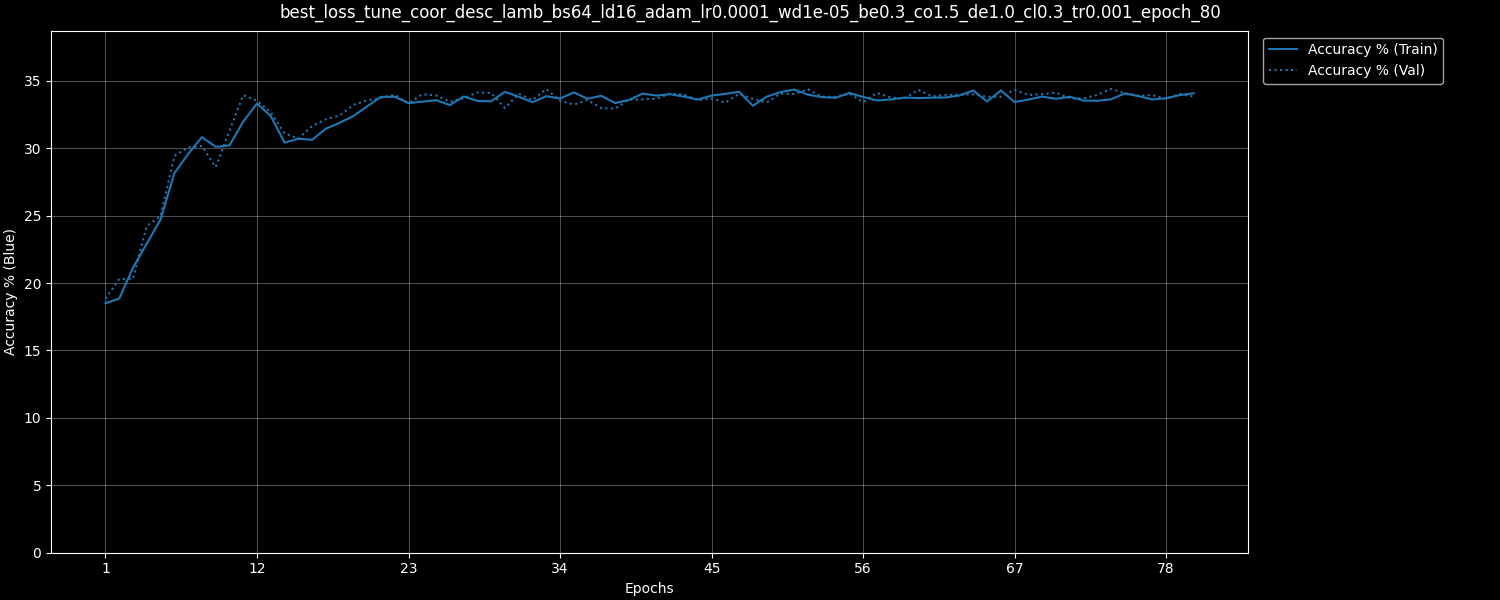 best_loss_tune_coor_desc_lamb_bs64_ld16_adam_lr0.0001_wd1e-05_be0.3_co1.5_de1.0_cl0.3_tr0.001_epoch_80
Accuracy % (Train)
Accuracy % (Val)
35
30
25
20
15
10
5
0
Accuracy % (Blue)
1 12 23 34 45 56 67 78
Epochs